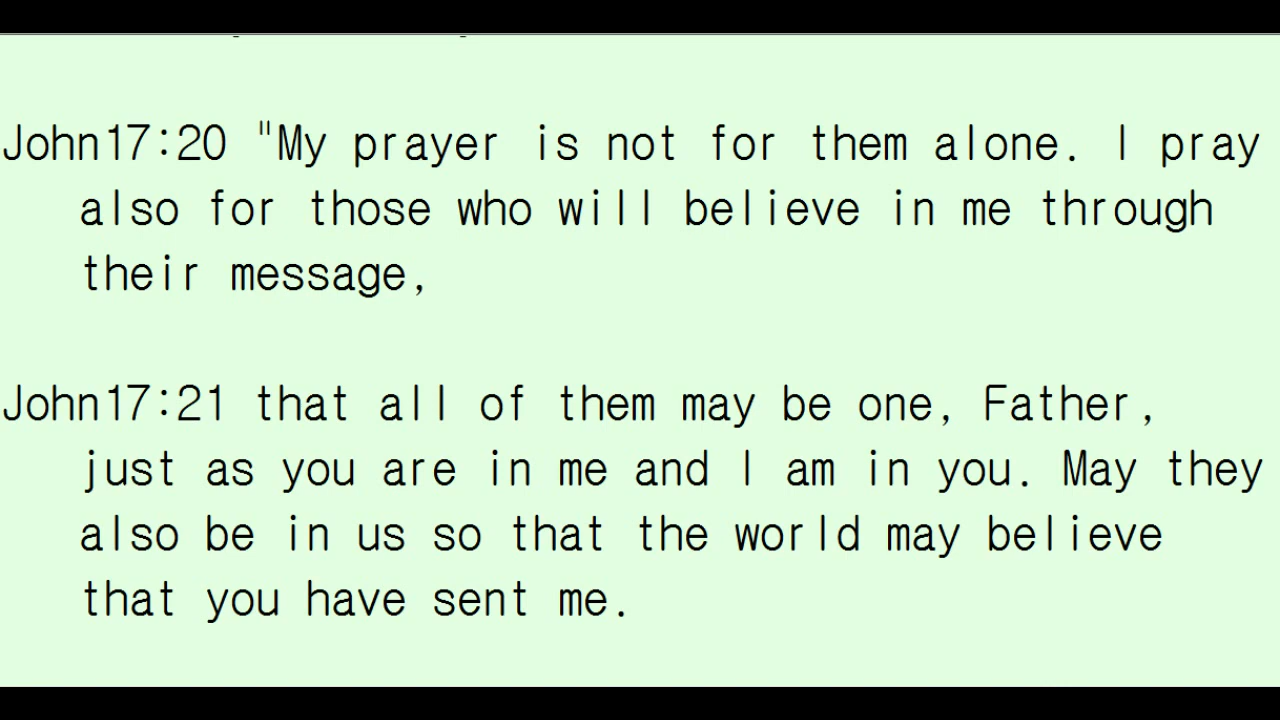 John17:20 "My prayer is not for them alone. I pray
also for those who will believe in me through
their message,
John17:21 that all of them may be one, Father,
just as you are in me and I am in you. May they
also be in us so that the world may believe
that you have sent me.